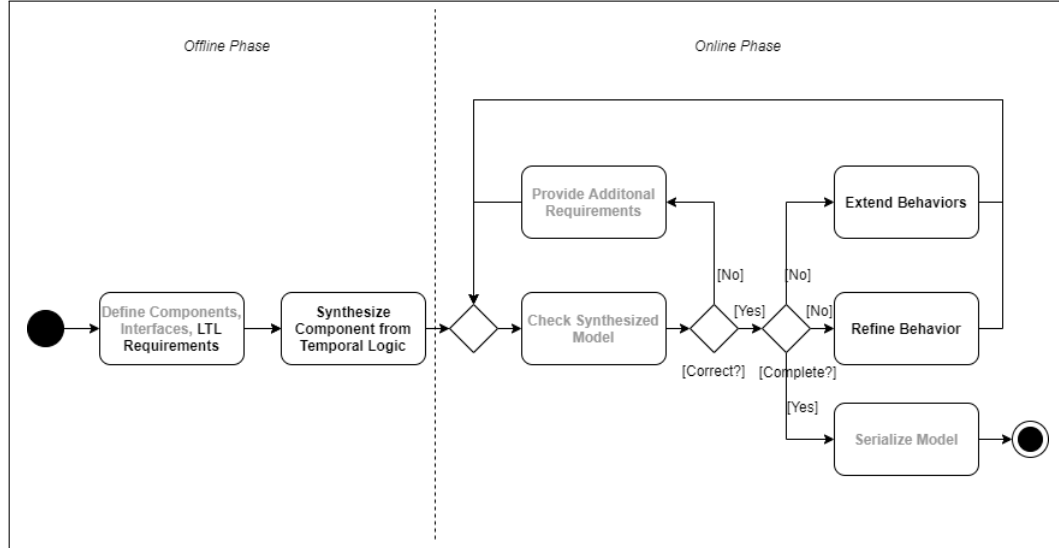 Offline Phase
Online Phase
Provide Additonal
Requirements
Extend Behaviors
[No]
[No]
Define Components,
Interfaces, LTL
Requirements
Synthesize
Component from
Temporal Logic
Check Synthesized
Model
[Yes]
[No]
Refine Behavior
[Correct?]
[Complete?]
[Yes]
Serialize Model